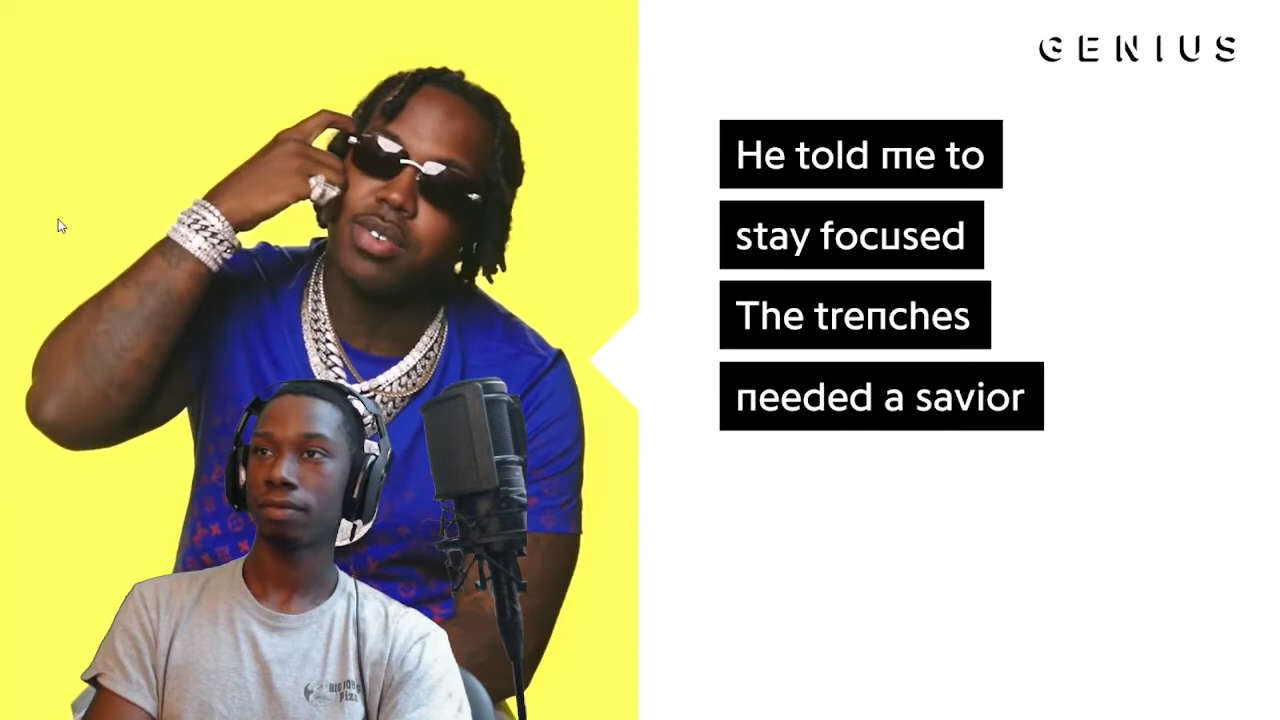 GENIUS
He told me to
stay focused
The trenches
needed a savior